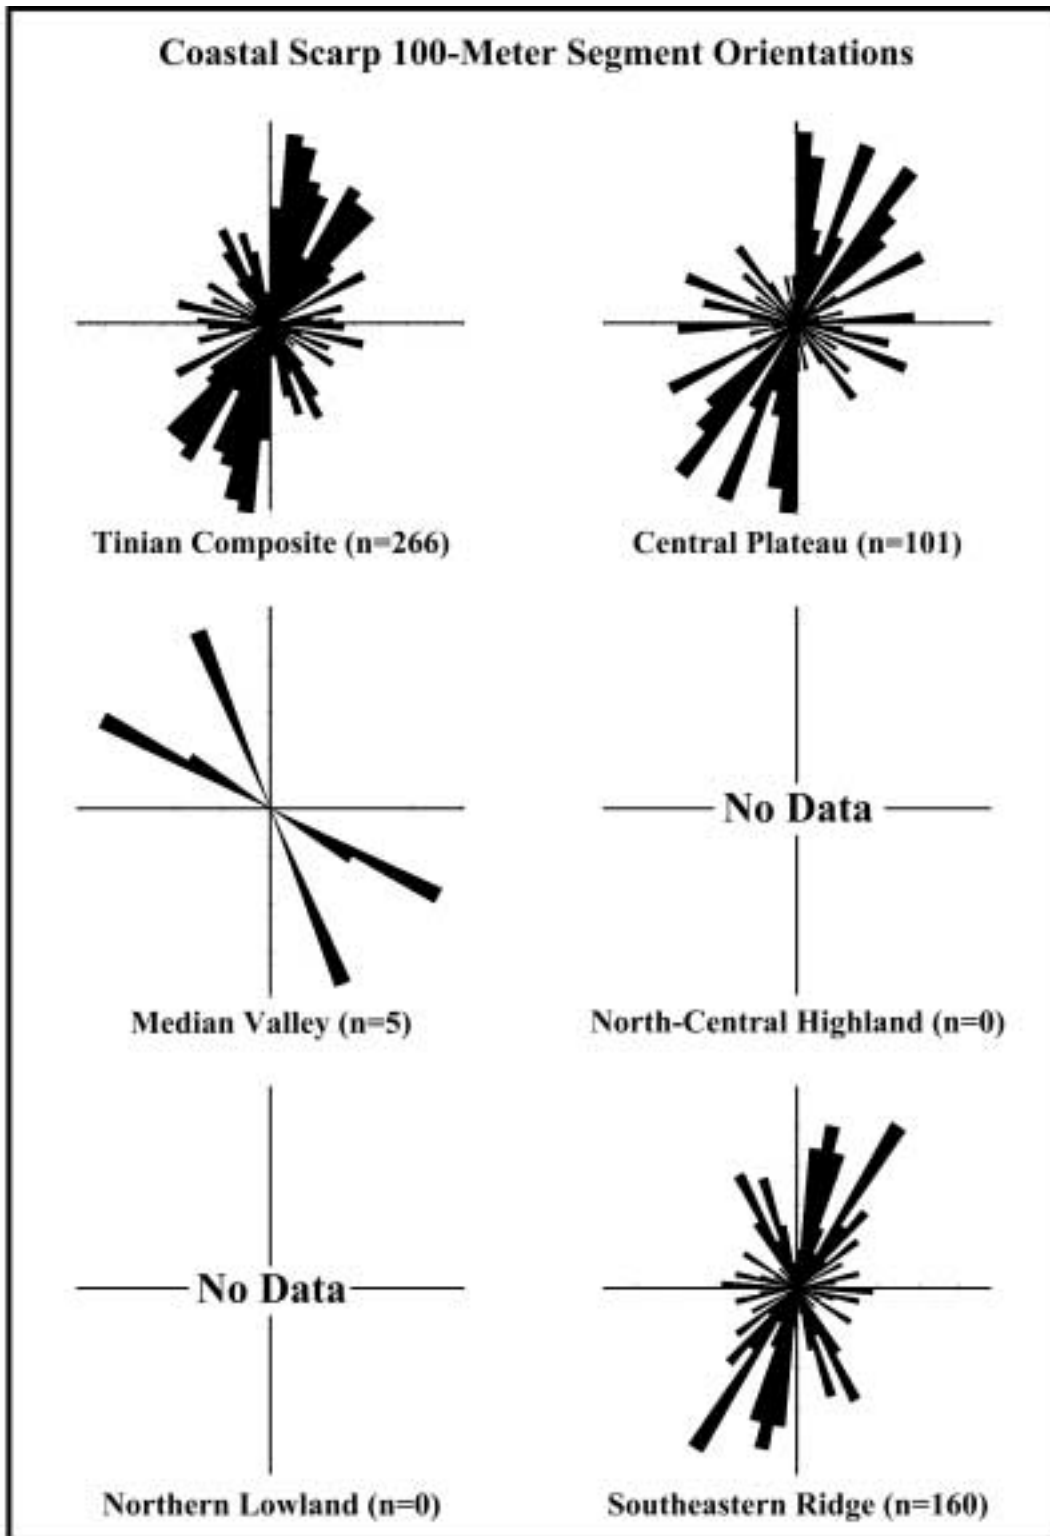 Coastal Scarp 100-Meter Segment Orientations
Tinian Composite (n=266)
Central Plateau (n=101)
No Data
Median Valley (n=5)
North-Central Highland (n=0)
No Data
Northern Lowland (n=0)
Southeastern Ridge (n=160)